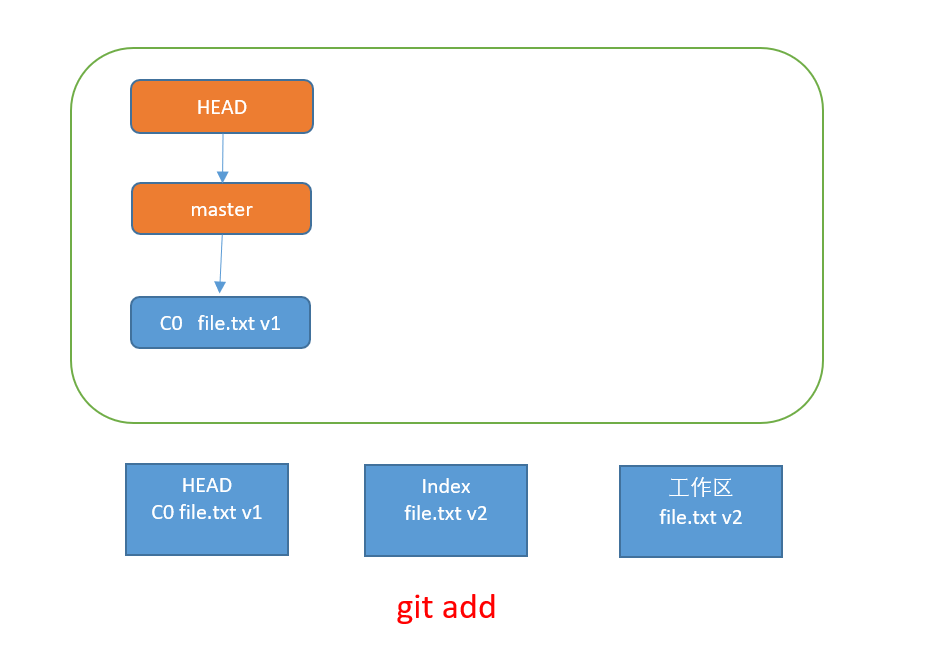 HEAD
master
C0 file.txt v1
HEAD
C0 file.txt v1
Index
file.txt v2
工作区
file.txt v2
git add